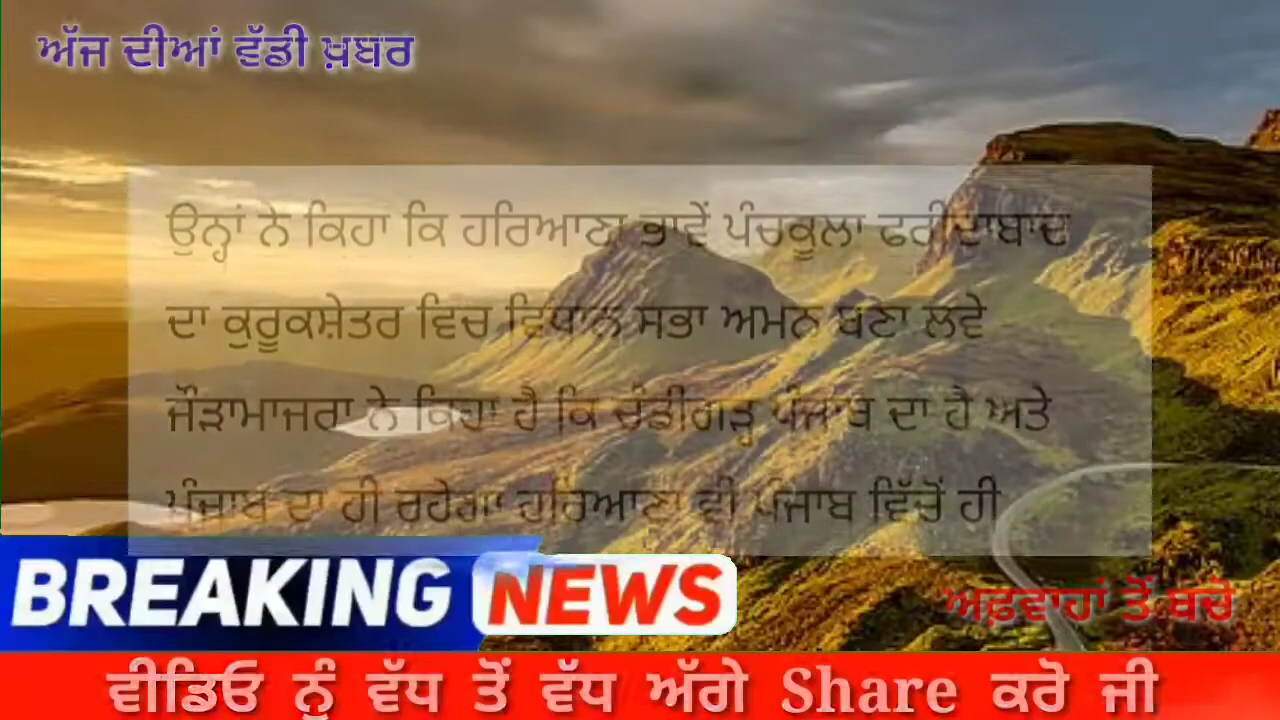 ਅੱਜ ਦੀਆਂ ਵੱਡੀ ਖ਼ਬਰ
ਉਨ੍ਹਾਂ ਨੇ ਕਿਹਾ ਕਿ ਹਰਿਆਣਾ ਭਾਵੇਂ ਪੰਚਕੂਲਾ ਫਰੀਦਾਬਾਦ
ਦਾ ਕੁਰੂਕਸ਼ੇਤਰ ਵਿਚ ਵਿਧਾਨ ਸਭਾ ਅਮਨ ਬਣਾ ਲਵੇ
ਜੌੜਾਮਾਜਰਾ ਨੇ ਕਿਹਾ ਹੈ ਕਿ ਚੰਡੀਗੜ੍ਹ ਪੰਜਾਬ ਦਾ ਹੈ ਅਤੇ
ਪੰਜਾਬ ਦਾ ਹੀ ਰਹੇਗਾ ਹਰਿਆਣਾ ਵੀ ਪੰਜਾਬ ਵਿੱਚੋਂ ਹੀ
BREAKING NEWS
ਅਫ਼ਵਾਹਾਂ ਤੋਂ ਬਚੋ
ਵੀਡਿਓ ਨੂੰ ਵੱਧ ਤੋਂ ਵੱਧ ਅੱਗੇ Share ਕਰੋ ਜੀ